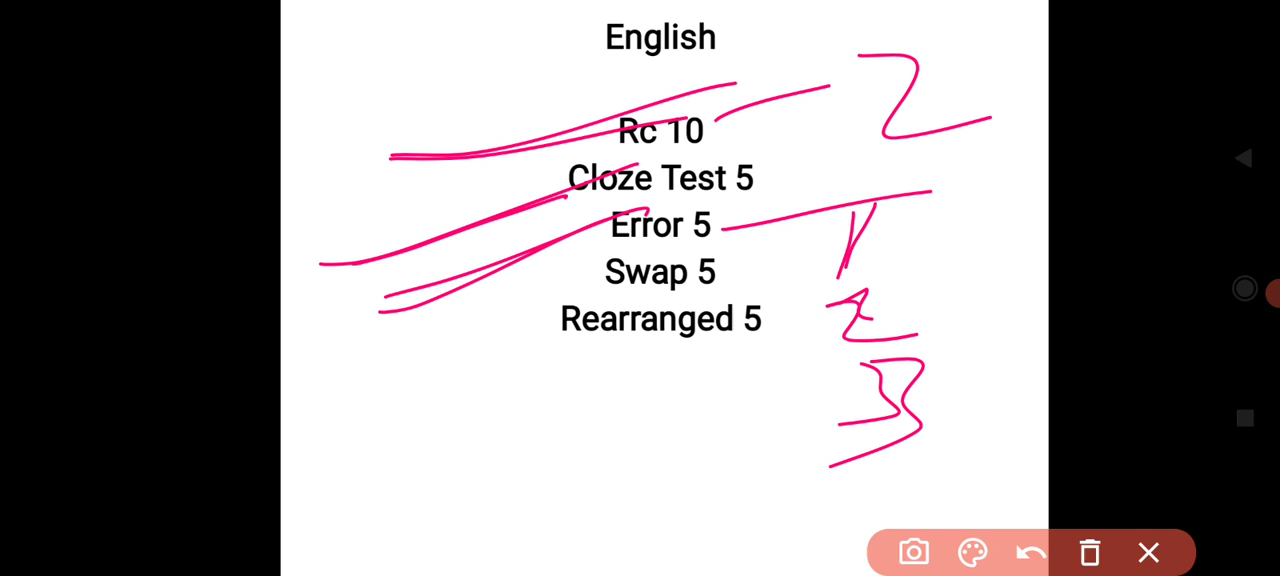 English
Rc 10
2
Cloze Test 5
Error 5
1
Swap 5
2
Rearranged 5
3